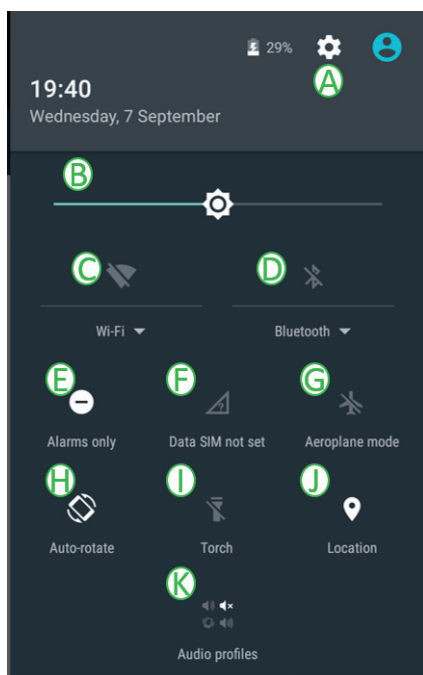 29%
A
19:40
Wednesday, 7 September
B
C
D
Wi-Fi
Bluetooth
E
F
G
Alarms only
Data SIM not set
Aeroplane mode
H
I
J
Auto-rotate
Torch
Location
K
Audio profiles